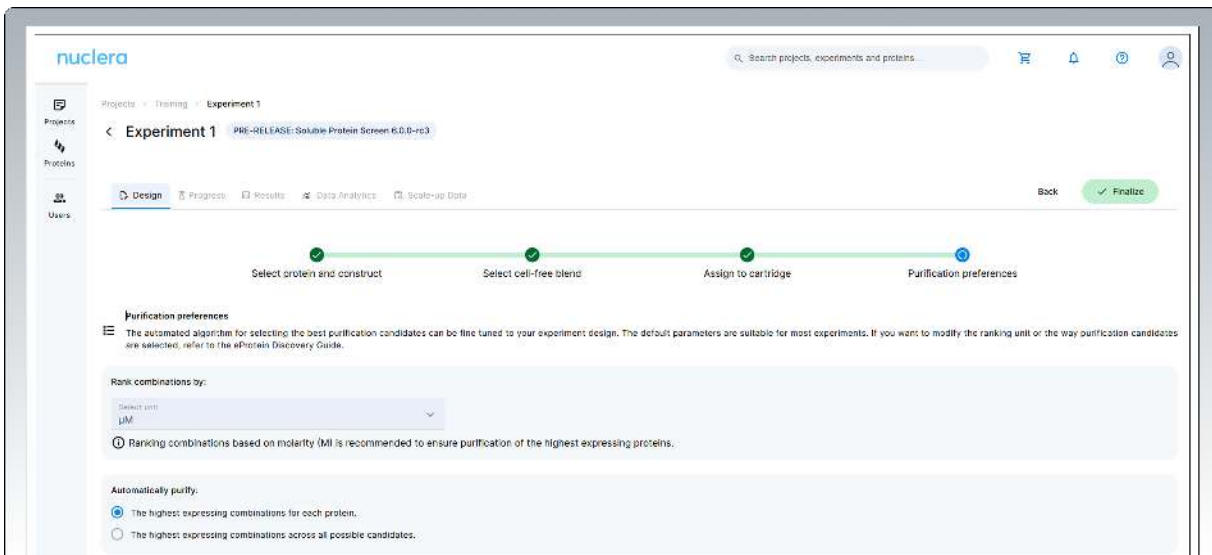 nuclera
Search projects, experiments and proteins...
Projects
Proteins
Users
Projects › Training › Experiment 1
Experiment 1 PRE-RELEASE: Soluble Protein Screen 6.0.0-rc3
Design Progress Results Data Analytics Scale-up Data
Back Finalize
Select protein and construct Select cell-free blend Assign to cartridge Purification preferences
Purification preferences
The automated algorithm for selecting the best purification candidates can be fine tuned to your experiment design. The default parameters are suitable for most experiments. If you want to modify the ranking unit or the way purification candidates
are selected, refer to the eProtein Discovery Guide.
Rank combinations by:
Select unit
µM
Ranking combinations based on molarity (M) is recommended to ensure purification of the highest expressing proteins.
Automatically purify:
The highest expressing combinations for each protein.
The highest expressing combinations across all possible candidates.